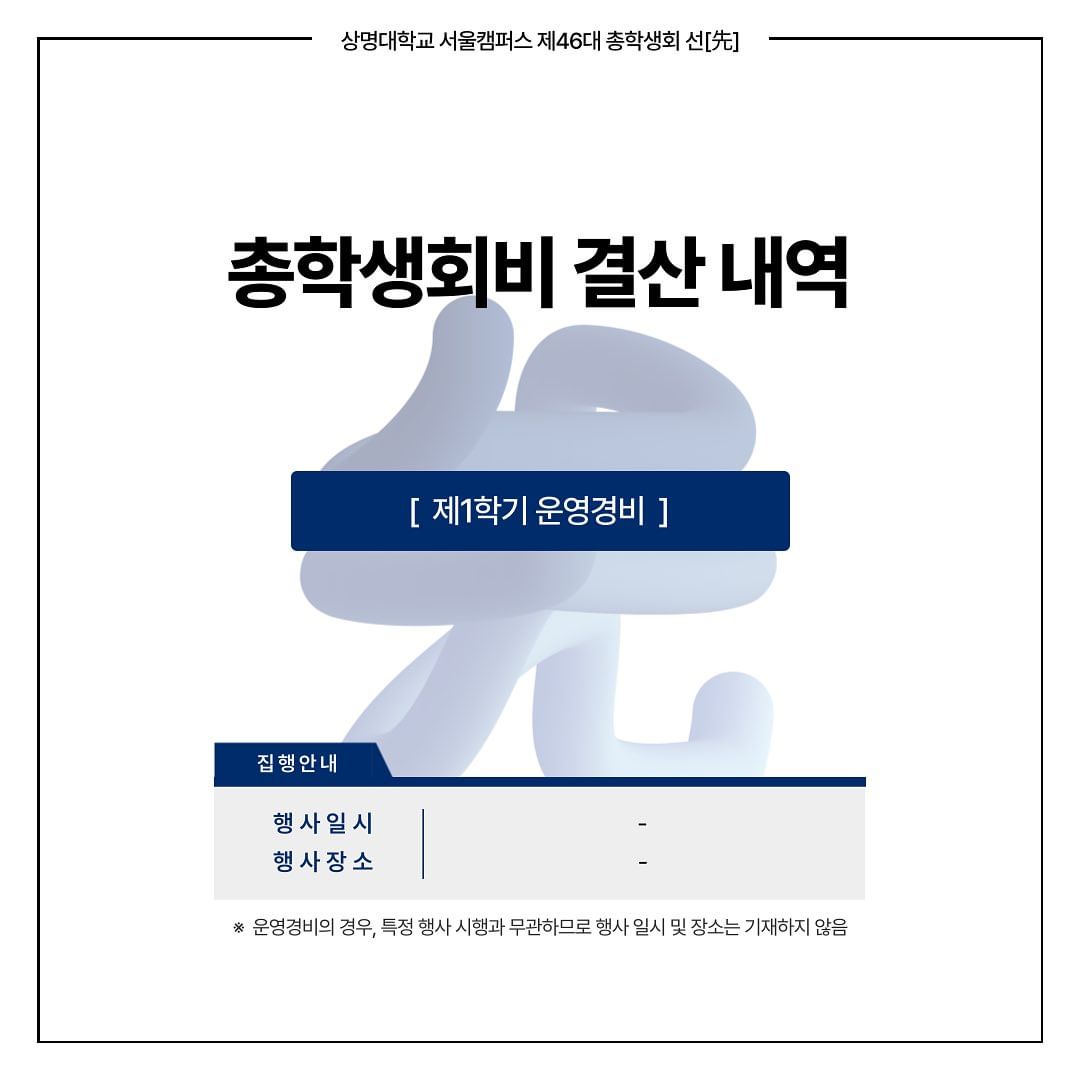 상명대학교 서울캠퍼스 제46대 총학생회 선[先]
총학생회비 결산 내역
[ 제1학기 운영경비 ]
집행안내
행사일시 -
행사장소 -
※ 운영경비의 경우, 특정 행사 시행과 무관하므로 행사 일시 및 장소는 기재하지 않음